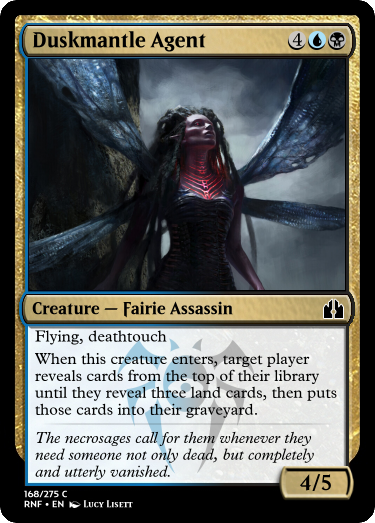 Duskmantle Agent 4
Creature — Fairie Assassin
Flying, deathtouch
When this creature enters, target player
reveals cards from the top of their library
until they reveal three land cards, then puts
those cards into their graveyard.
The necrosages call for them whenever they
need someone not only dead, but completely
and utterly vanished.
4/5
168/275 C
RNF • EN Lucy Lisett